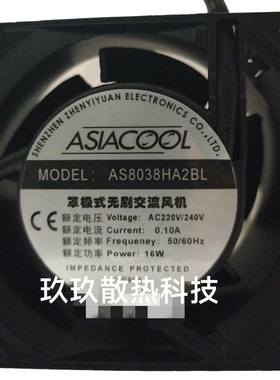 SHENZHEN ZHENYIYUAN ELECTRONICS CO.,LTD.
ASIACOOL
MODEL: AS8038HA2BL
罩极式无刷交流风机
额定电压 Voltage: AC220V/240V
额定电流 Current: 0.10A
额定频率 Frequeney: 50/60Hz
额定功率 Power: 16W
IMPEDANCE PROTECTED
玖玖散热科技